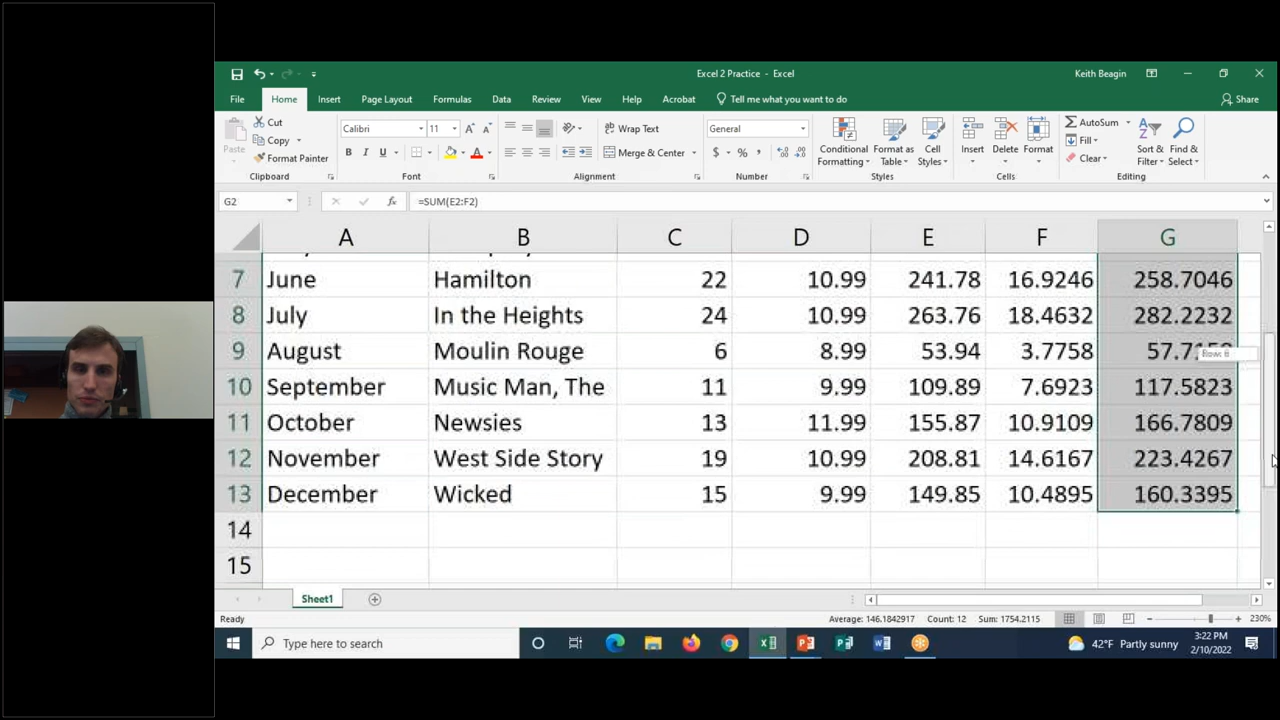 Excel 2 Practice - Excel
Keith Beagin
File Home Insert Page Layout Formulas Data Review View Help Acrobat Tell me what you want to do Share
Paste
Cut
Copy
Format Painter
Clipboard
Calibri 11
B I U
Font
Wrap Text
Merge & Center
Alignment
General
$ % ,
Number
Conditional Formatting
Format as Table
Cell Styles
Styles
Insert Delete Format
Cells
AutoSum
Fill
Clear
Sort & Filter
Find & Select
Editing
G2 fx =SUM(E2:F2)
A B C D E F G
7 June Hamilton 22 10.99 241.78 16.9246 258.7046
8 July In the Heights 24 10.99 263.76 18.4632 282.2232
9 August Moulin Rouge 6 8.99 53.94 3.7758
Row: 6
10 September Music Man, The 11 9.99 109.89 7.6923 117.5823
11 October Newsies 13 11.99 155.87 10.9109 166.7809
12 November West Side Story 19 10.99 208.81 14.6167 223.4267
13 December Wicked 15 9.99 149.85 10.4895 160.3395
14
15
Sheet1
Ready Average: 146.1842917 Count: 12 Sum: 1754.2115 230%
Type here to search
42°F Partly sunny
3:22 PM
2/10/2022